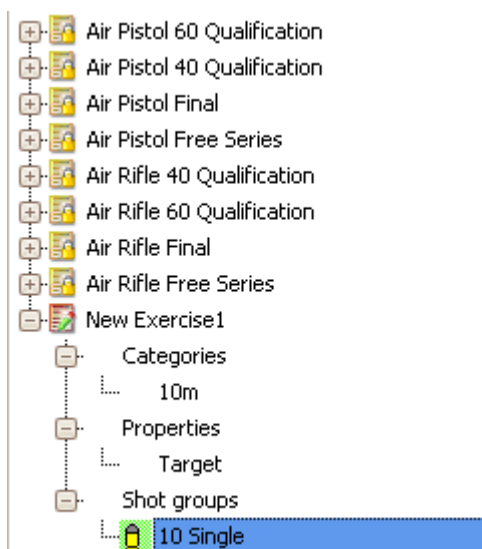 Air Pistol 60 Qualification
Air Pistol 40 Qualification
Air Pistol Final
Air Pistol Free Series
Air Rifle 40 Qualification
Air Rifle 60 Qualification
Air Rifle Final
Air Rifle Free Series
New Exercise1
Categories
10m
Properties
Target
Shot groups
10 Single